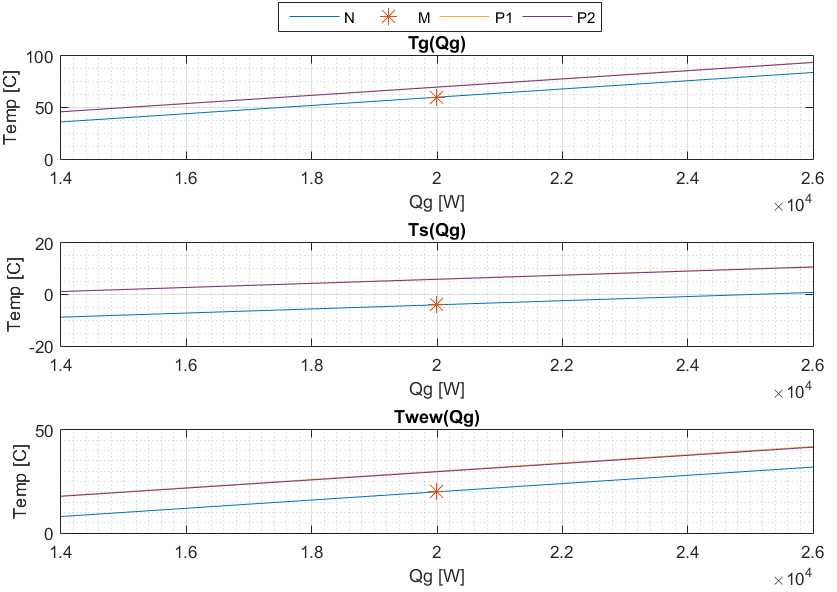 N M P1 P2
Tg(Qg)
100
50
0
Temp [C]
1.4 1.6 1.8 2 2.2 2.4 2.6
Qg [W]
×10^4
Ts(Qg)
20
0
-20
Temp [C]
1.4 1.6 1.8 2 2.2 2.4 2.6
Qg [W]
×10^4
Twew(Qg)
50
0
Temp [C]
1.4 1.6 1.8 2 2.2 2.4 2.6
Qg [W]
×10^4